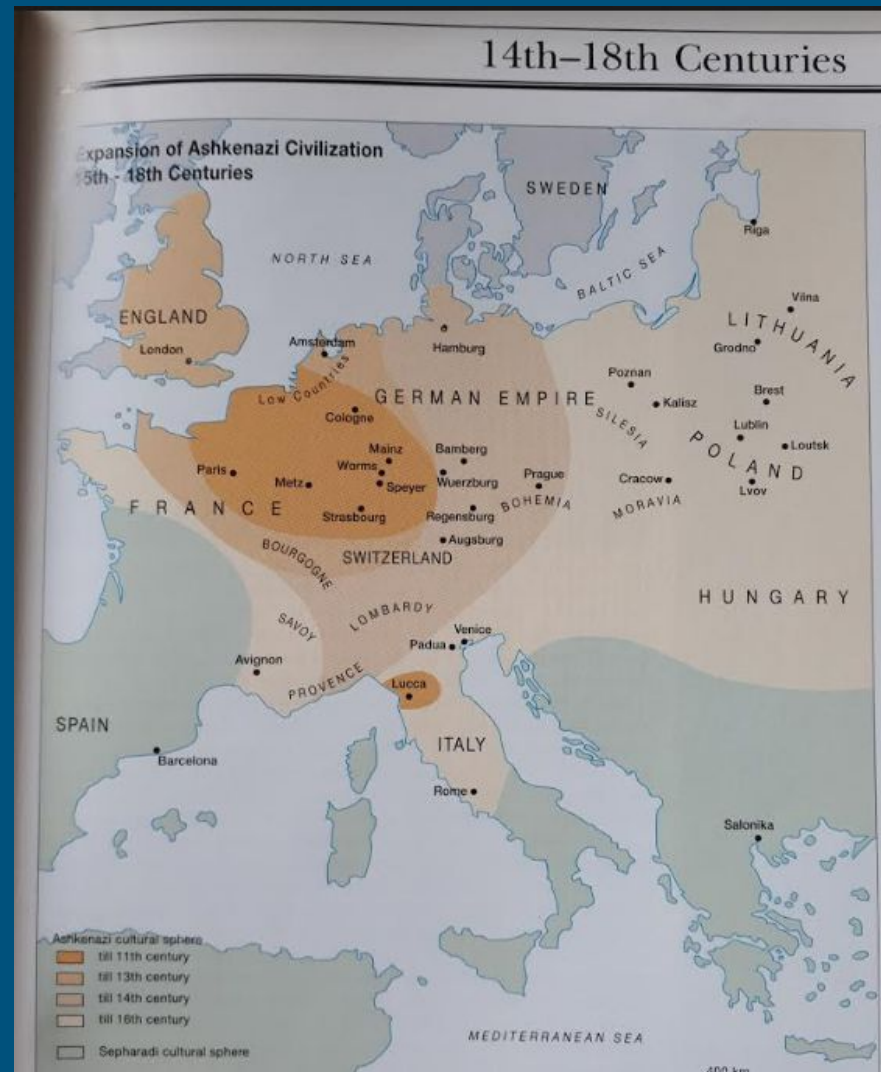 14th–18th Centuries
Expansion of Ashkenazi Civilization
15th - 18th Centuries
SWEDEN
Riga
NORTH SEA
BALTIC SEA
Vilna
LITHUANIA
ENGLAND
London
Amsterdam
Hamburg
Grodno
Low Countries
GERMAN EMPIRE
Poznan
Kalisz
Brest
Cologne
SILESIA
Lublin
Loutsk
POLAND
Mainz
Bamberg
Paris
Worms
Metz
Speyer
Wuerzburg
Prague
Cracow
Lvov
BOHEMIA
MORAVIA
FRANCE
Strasbourg
Regensburg
Augsburg
BOURGOGNE
SWITZERLAND
HUNGARY
SAVOY
LOMBARDY
Venice
Padua
Avignon
PROVENCE
Lucca
SPAIN
ITALY
Barcelona
Rome
Salonika
Ashkenazi cultural sphere
till 11th century
till 13th century
till 14th century
till 16th century
Sepharadi cultural sphere
MEDITERRANEAN SEA
400 km